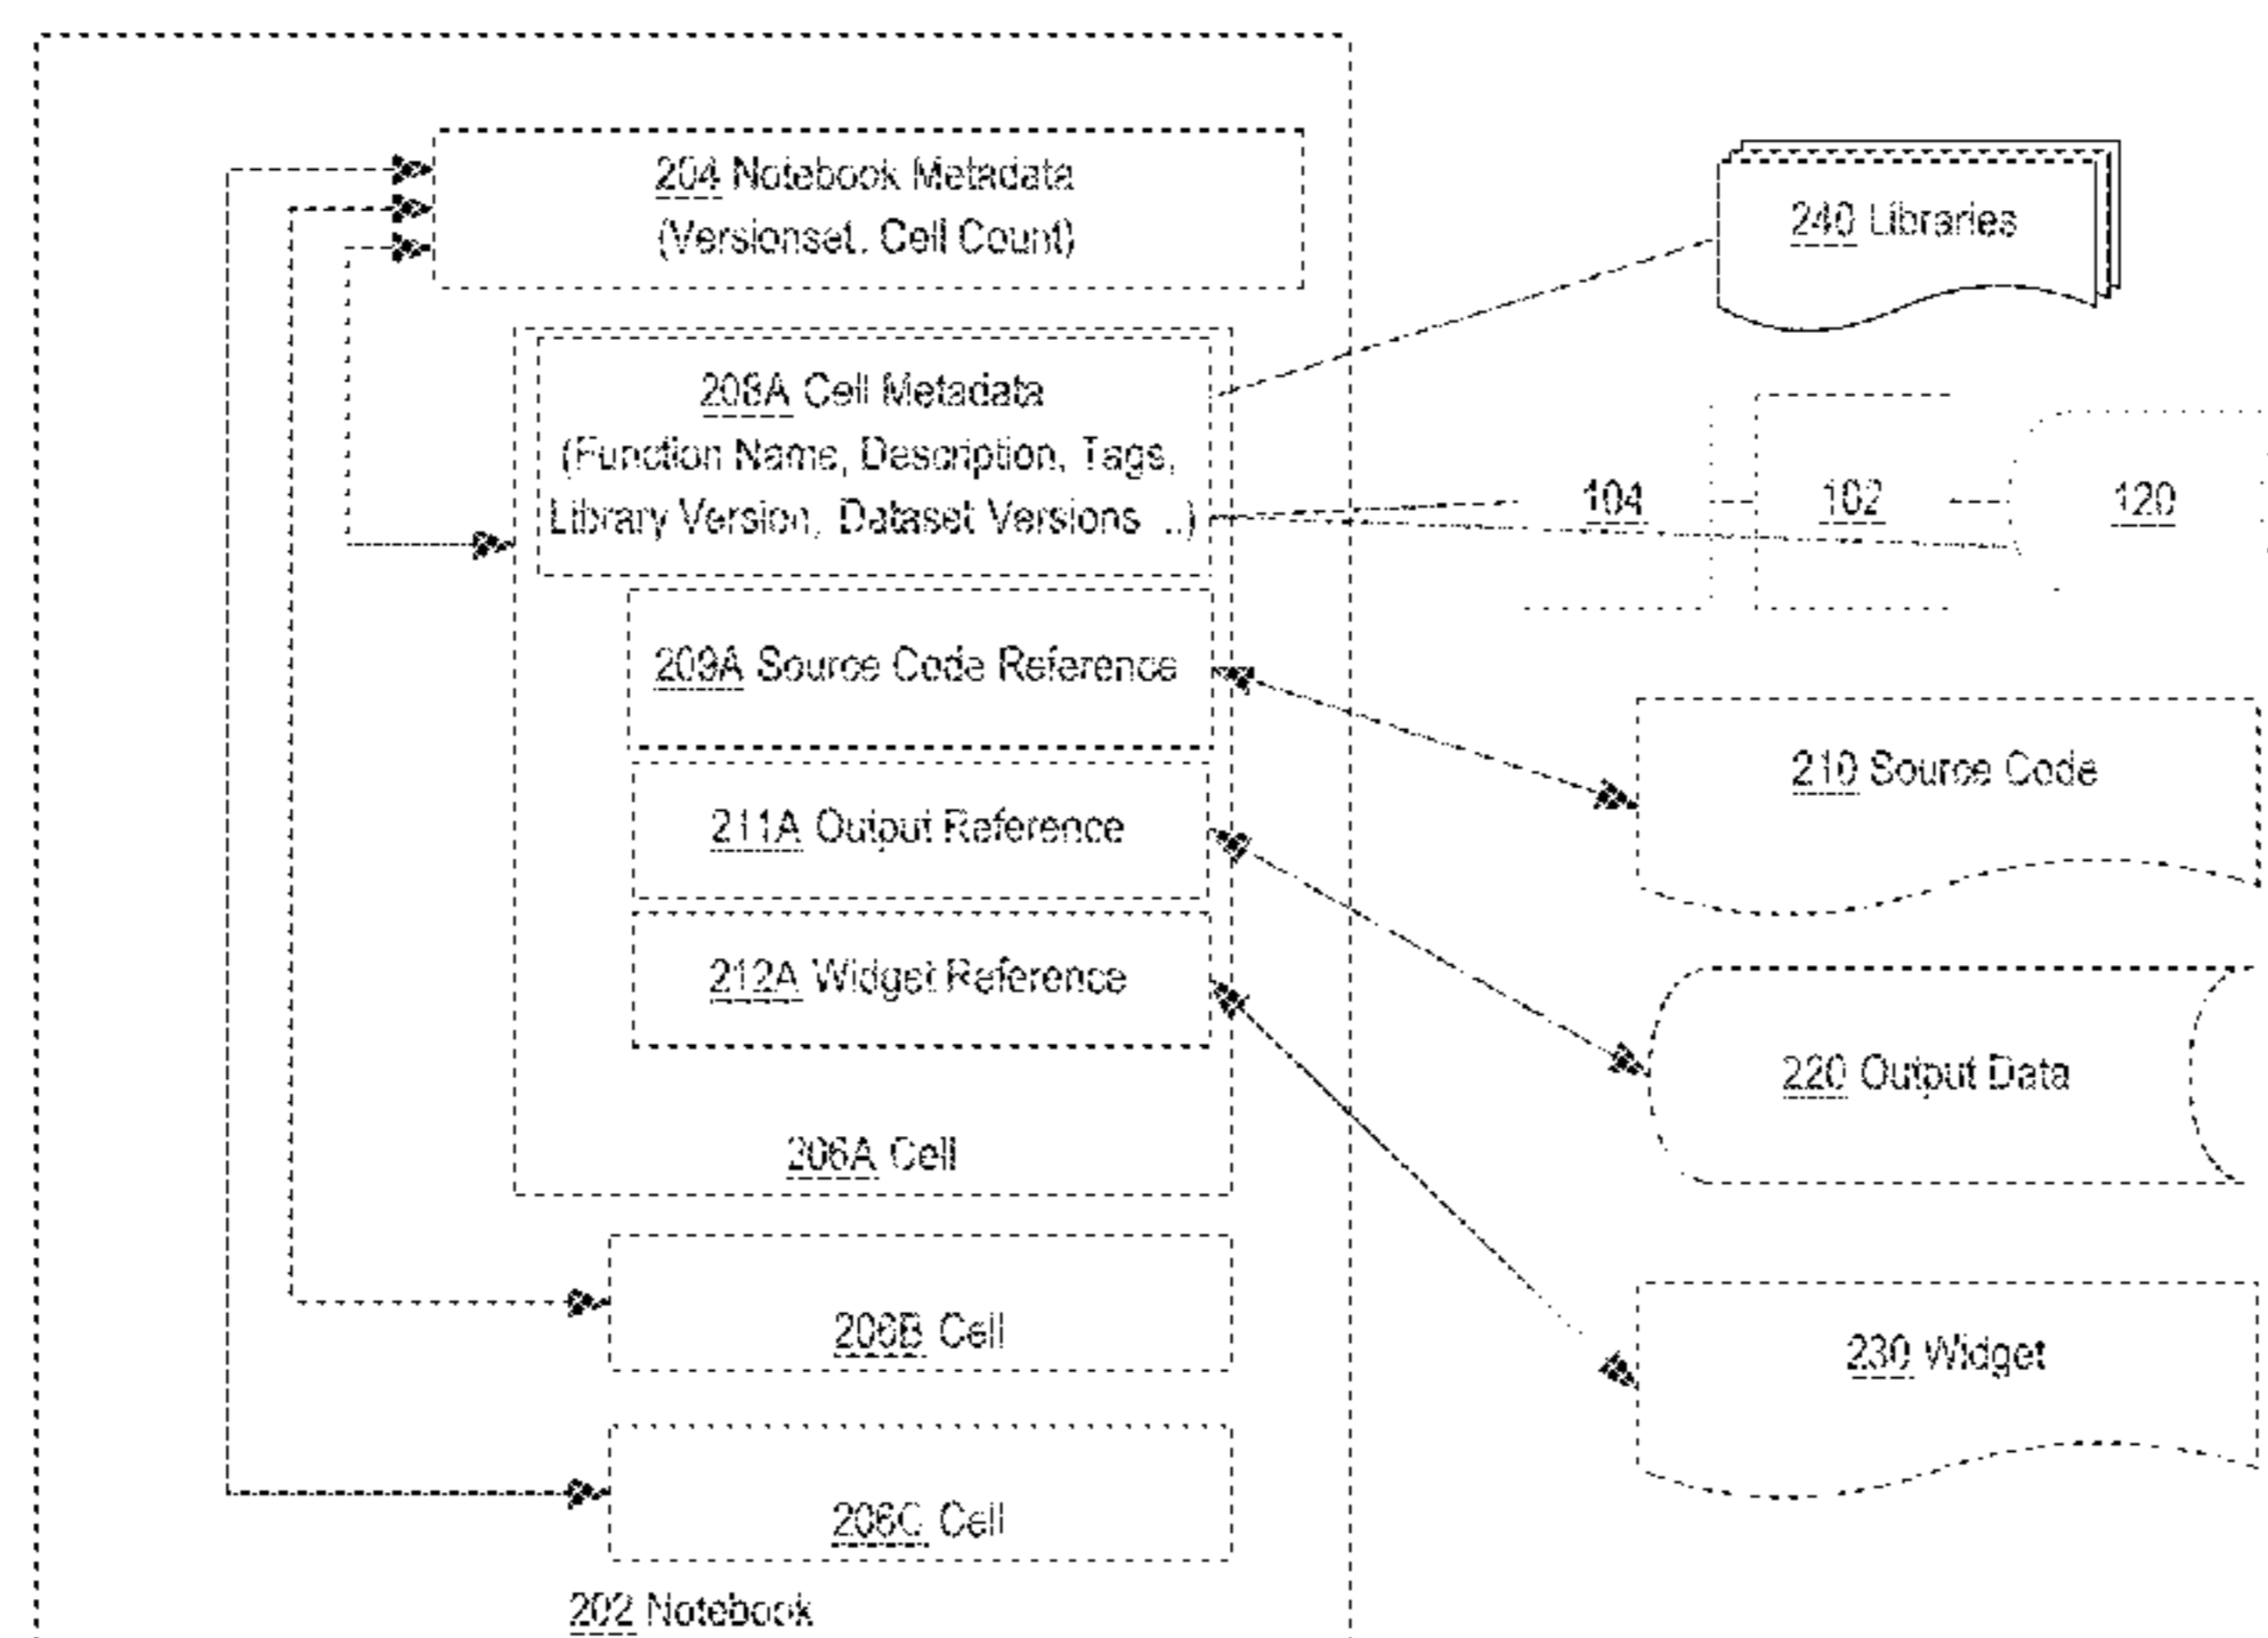 204 Notebook Metadata
(Versionset, Cell Count)
240 Libraries
208A Cell Metadata
(Function Name, Description, Tags,
Library Version, Dataset Versions ...)
104
102
120
209A Source Code Reference
210 Source Code
211A Output Reference
212A Widget Reference
220 Output Data
206A Cell
206B Cell
230 Widget
206C Cell
202 Notebook